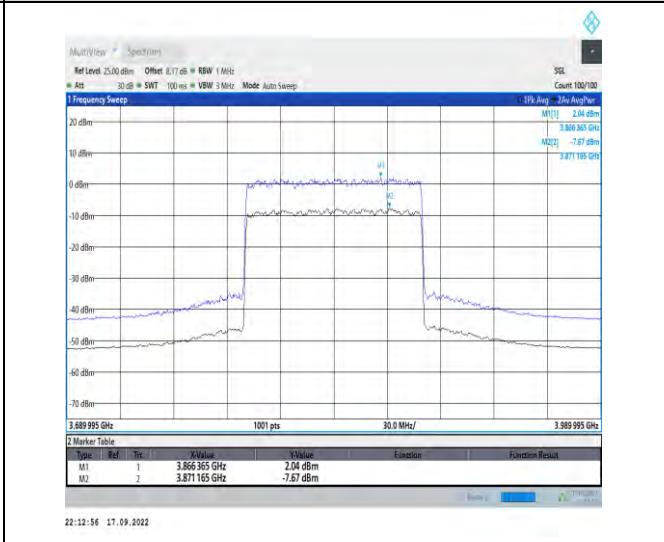 MultiView Spectrum
Ref Level 25.00 dBm Offset 8.17 dB RBW 1 MHz SGL
Att 30 dB SWT 100 ms VBW 3 MHz Mode Auto Sweep Count 100/100
1 Frequency Sweep 1Pk Avg 2Av AvgPwr
M1[1] 2.04 dBm
20 dBm
3.866 365 GHz
M2[2] -7.67 dBm
10 dBm
3.871 165 GHz
M1
0 dBm
M2
-10 dBm
-20 dBm
-30 dBm
-40 dBm
-50 dBm
-60 dBm
-70 dBm
3.689 995 GHz 1001 pts 30.0 MHz/ 3.989 995 GHz
2 Marker Table
Type Ref Trc X-Value Y-Value Function Function Result
M1 1 3.866 365 GHz 2.04 dBm
M2 2 3.871 165 GHz -7.67 dBm
22:12:56 17.09.2022